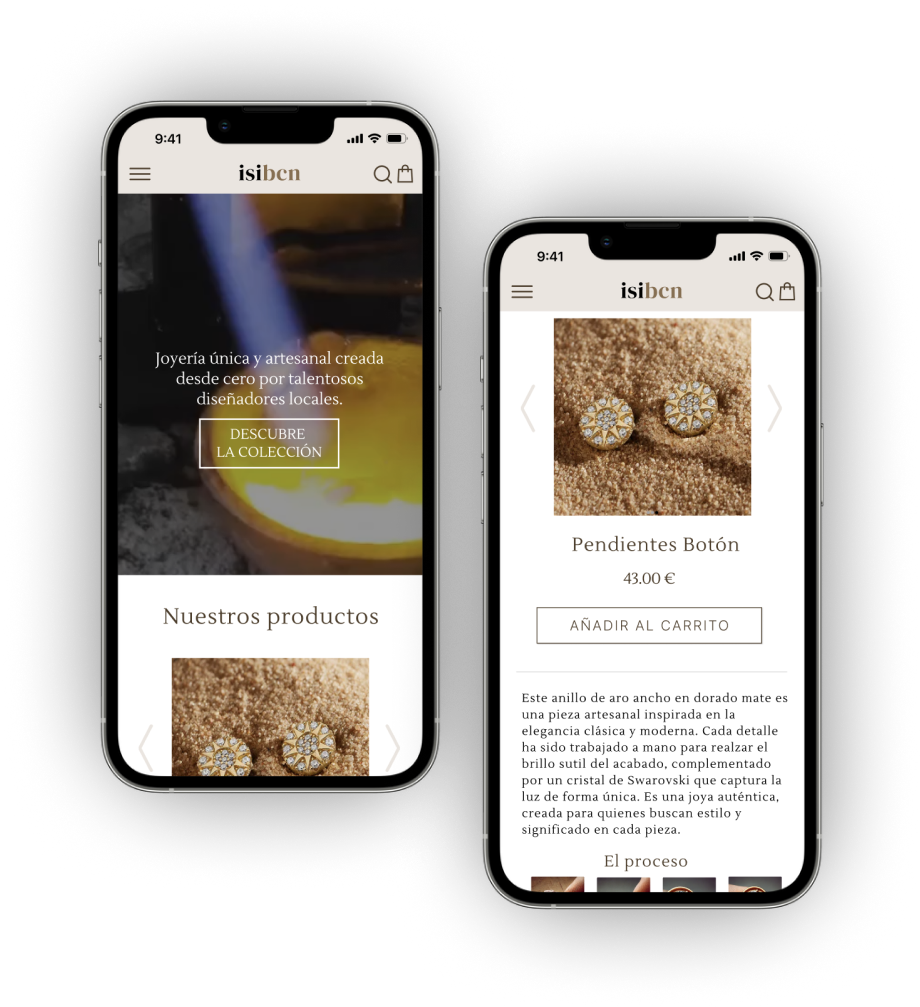 9:41
isibcn
Joyería única y artesanal creada
desde cero por talentosos
diseñadores locales.
DESCUBRE
LA COLECCIÓN
Nuestros productos
9:41
isibcn
Pendientes Botón
43.00 €
AÑADIR AL CARRITO
Este anillo de aro ancho en dorado mate es
una pieza artesanal inspirada en la
elegancia clásica y moderna. Cada detalle
ha sido trabajado a mano para realzar el
brillo sutil del acabado, complementado
por un cristal de Swarovski que captura la
luz de forma única. Es una joya auténtica,
creada para quienes buscan estilo y
significado en cada pieza.
El proceso